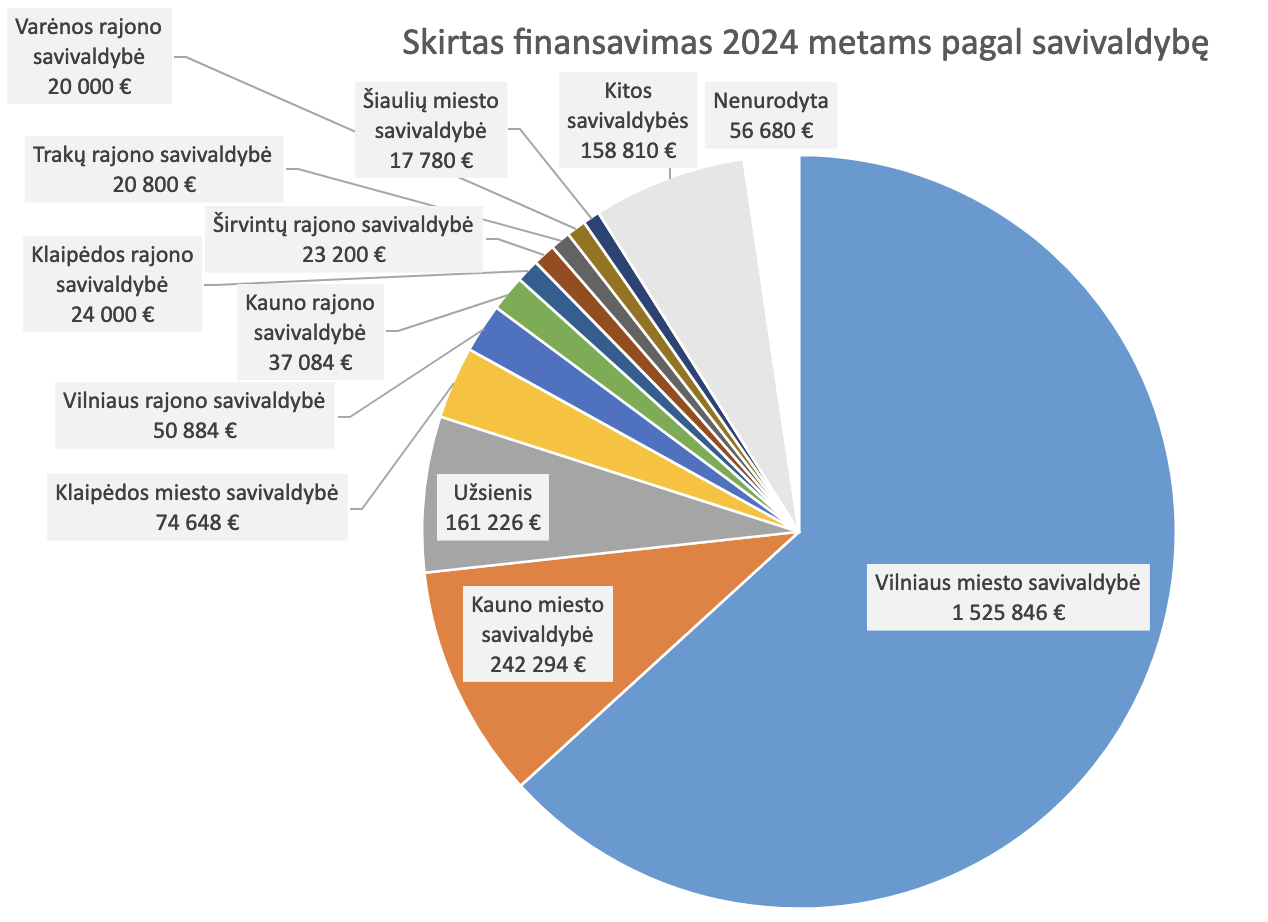 Skirtas finansavimas 2024 metams pagal savivaldybę
Varėnos rajono
savivaldybė
20 000 €
Šiaulių miesto
savivaldybė
17 780 €
Kitos
savivaldybės
158 810 €
Nenurodyta
56 680 €
Trakų rajono savivaldybė
20 800 €
Širvintų rajono savivaldybė
23 200 €
Klaipėdos rajono
savivaldybė
24 000 €
Kauno rajono
savivaldybė
37 084 €
Vilniaus rajono savivaldybė
50 884 €
Klaipėdos miesto savivaldybė
74 648 €
Užsienis
161 226 €
Kauno miesto
savivaldybė
242 294 €
Vilniaus miesto savivaldybė
1 525 846 €